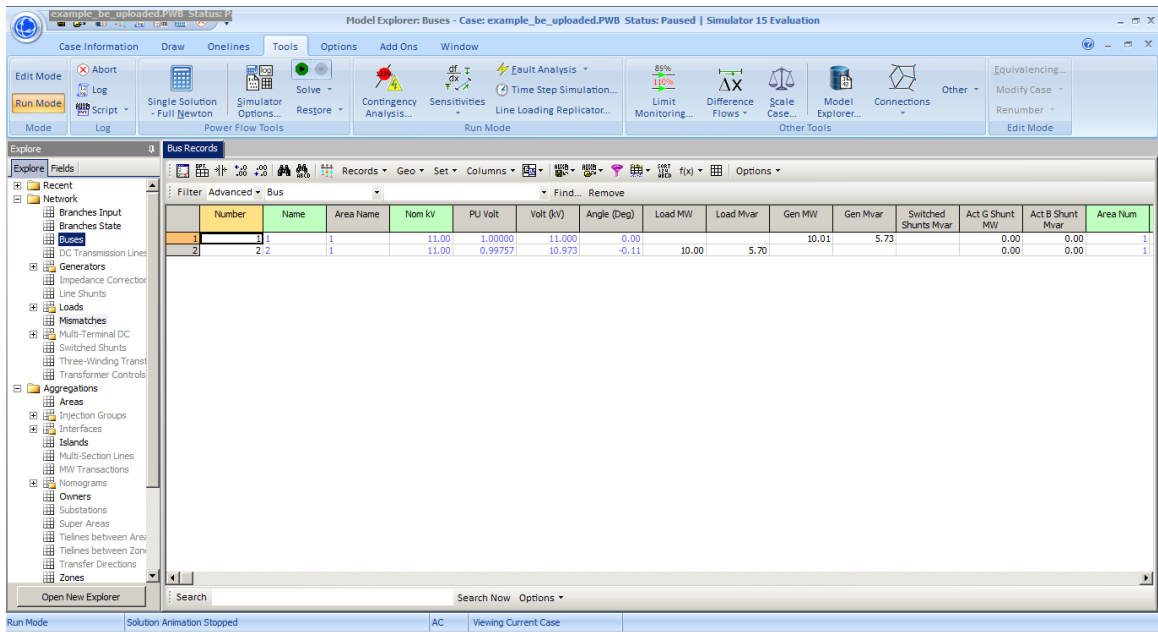 example_be_uploaded.PWB Status: P
Model Explorer: Buses - Case: example_be_uploaded.PWB Status: Paused | Simulator 15 Evaluation
Case Information Draw Onelines Tools Options Add Ons Window
Edit Mode
Run Mode
Mode
Abort
Log
Script
Log
Single Solution - Full Newton
Simulator Options...
Solve
Restore
Power Flow Tools
Contingency Analysis...
Sensitivities
Fault Analysis
Time Step Simulation...
Line Loading Replicator...
Run Mode
85%
110%
Limit Monitoring...
Difference Flows
Scale Case...
Model Explorer...
Connections
Other
Other Tools
Equivalencing...
Modify Case
Renumber
Edit Mode
Explore
Explore Fields
Recent
Network
Branches Input
Branches State
Buses
DC Transmission Lines
Generators
Impedance Correction
Line Shunts
Loads
Mismatches
Multi-Terminal DC
Switched Shunts
Three-Winding Transf
Transformer Controls
Aggregations
Areas
Injection Groups
Interfaces
Islands
Multi-Section Lines
MW Transactions
Nomograms
Owners
Substations
Super Areas
Tielines between Area
Tielines between Zone
Transfer Directions
Zones
Open New Explorer
Bus Records
Records Geo Set Columns f(x) Options
Filter Advanced Bus Find... Remove
Number Name Area Name Nom kV PU Volt Volt (kV) Angle (Deg) Load MW Load Mvar Gen MW Gen Mvar Switched Shunts Mvar Act G Shunt MW Act B Shunt Mvar Area Num
1 1 1 1 11.00 1.00000 11.000 0.00 10.01 5.73 0.00 0.00 1
2 2 2 1 11.00 0.99757 10.973 -0.11 10.00 5.70 0.00 0.00 1
Search Search Now Options
Run Mode Solution Animation Stopped AC Viewing Current Case